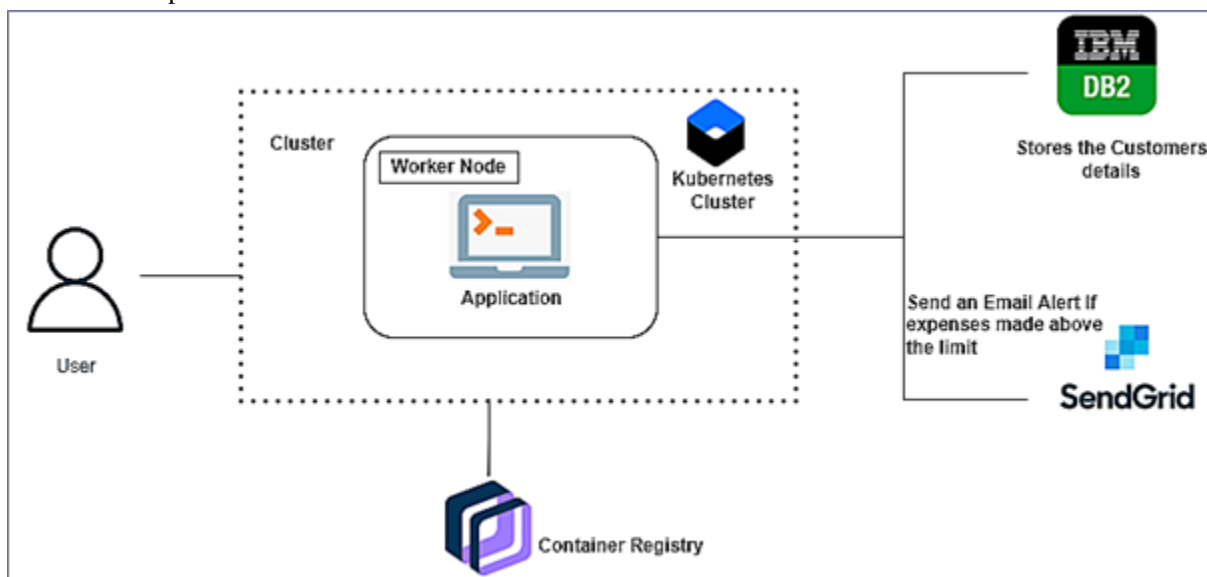 IBM
DB2
Stores the Customers
details
Cluster
Worker Node
Kubernetes
Cluster
Application
User
Send an Email Alert If
expenses made above
the limit
SendGrid
Container Registry